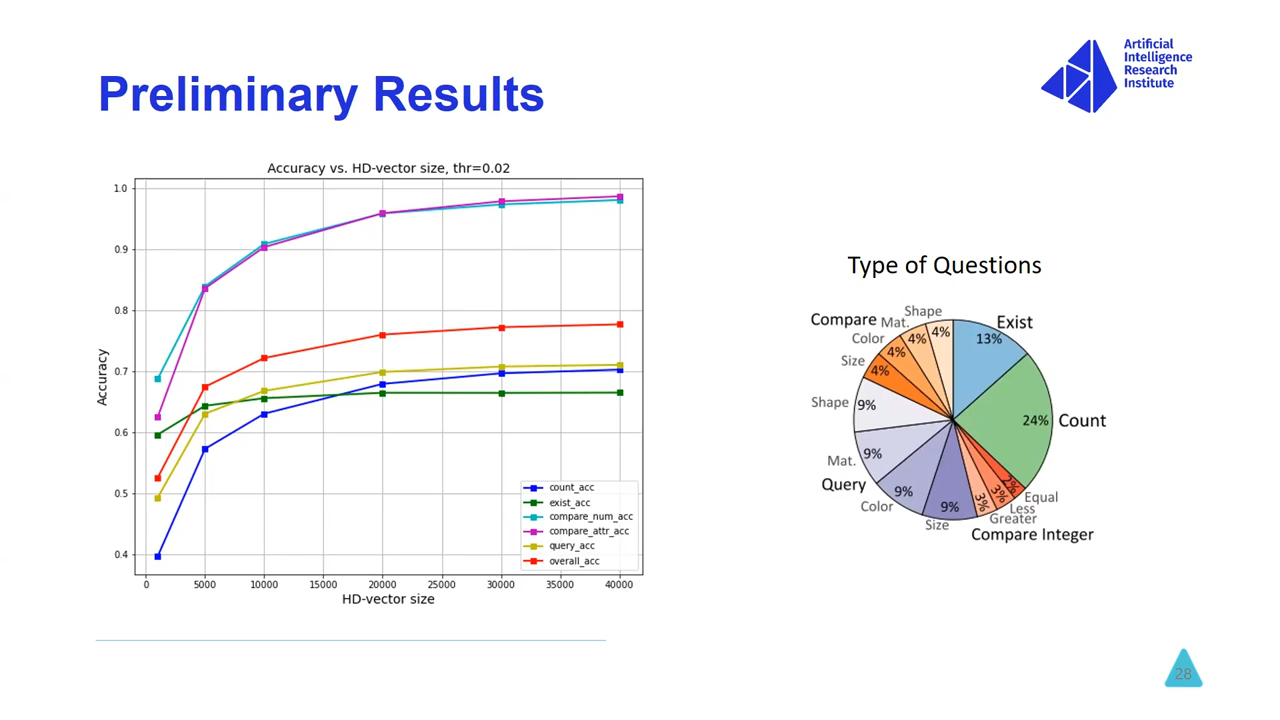 Preliminary Results
Artificial
Intelligence
Research
Institute
Accuracy vs. HD-vector size, thr=0.02
Accuracy
1.0
0.9
0.8
0.7
0.6
0.5
0.4
0 5000 10000 15000 20000 25000 30000 35000 40000
HD-vector size
count_acc
exist_acc
compare_num_acc
compare_attr_acc
query_acc
overall_acc
Type of Questions
Compare
Shape
Mat.
Color
Size
4%
4%
4%
4%
Exist
13%
Count
24%
Shape
9%
Mat.
9%
Query
Color
9%
Size
9%
3%
3%
2%
Equal
Less
Greater
Compare Integer
28